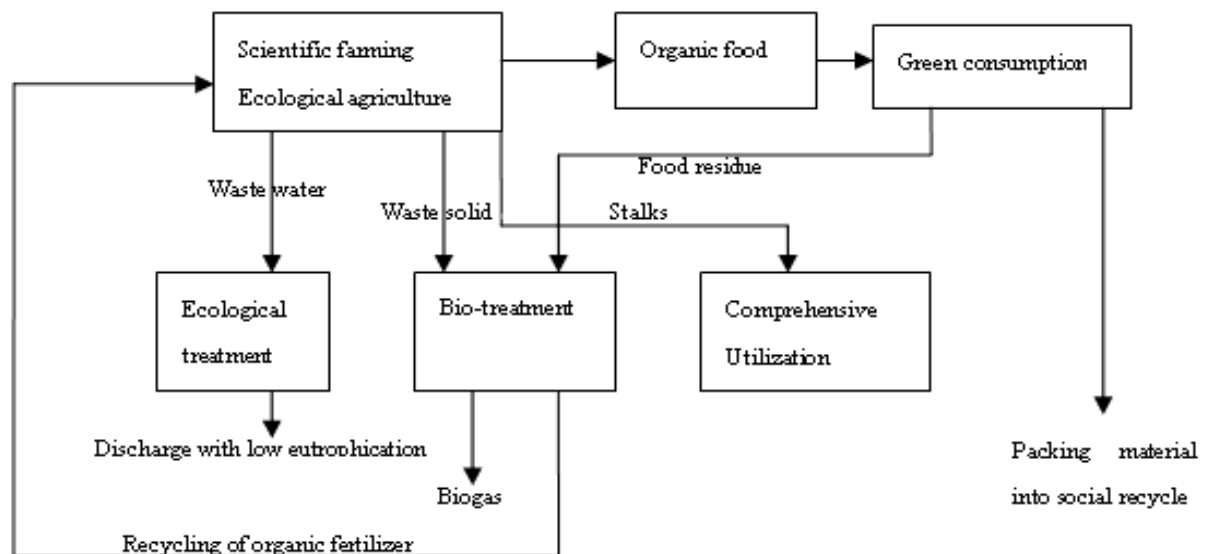 Scientific farming
Ecological agriculture
Organic food
Green consumption
Food residue
Waste water
Waste solid
Stalks
Ecological
treatment
Bio-treatment
Comprehensive
Utilization
Discharge with low eutrophication
Biogas
Packing material
into social recycle
Recycling of organic fertilizer